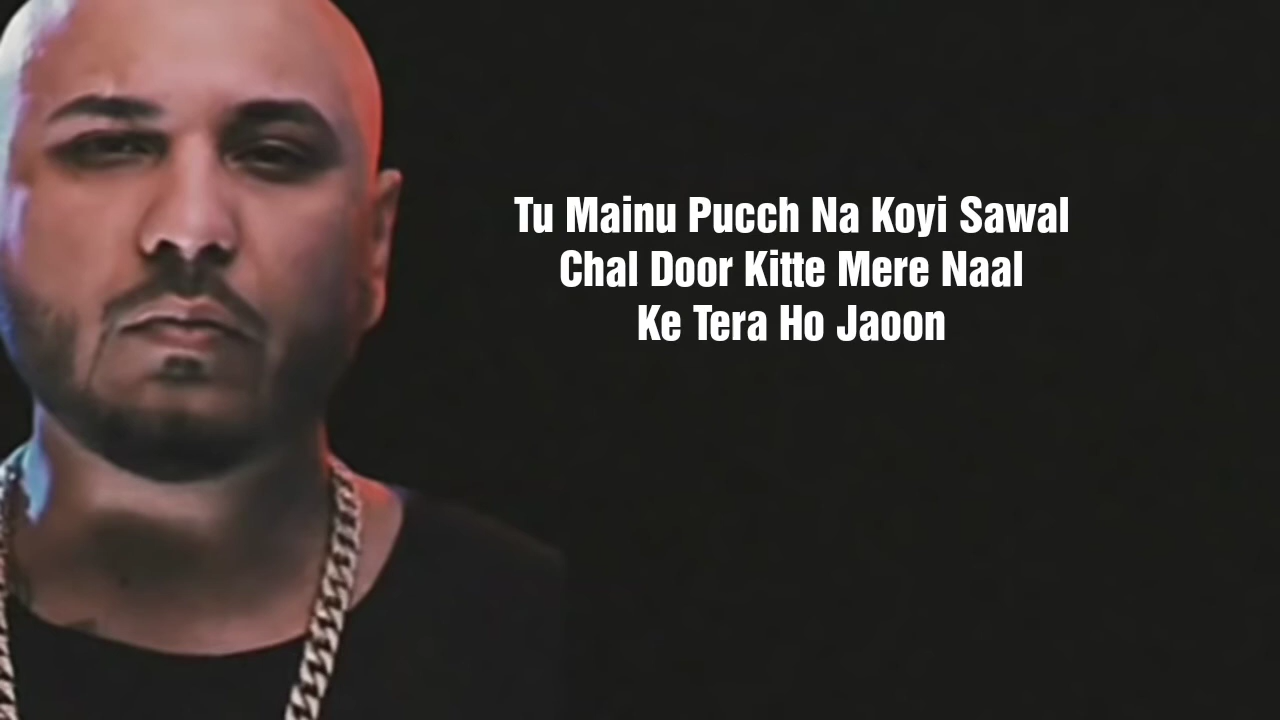 Tu Mainu Pucch Na Koyi Sawal
Chal Door Kitte Mere Naal
Ke Tera Ho Jaoon